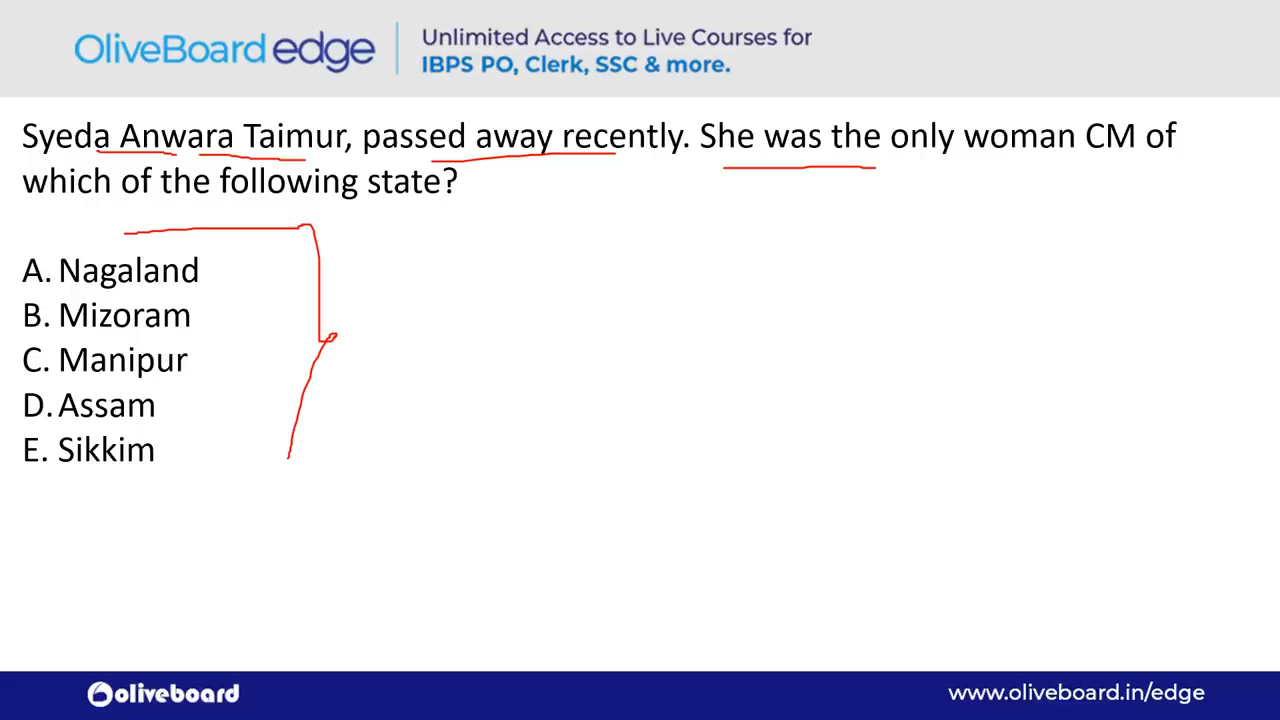 OliveBoard edge
Unlimited Access to Live Courses for
IBPS PO, Clerk, SSC & more.
Syeda Anwara Taimur, passed away recently. She was the only woman CM of
which of the following state?
A. Nagaland
B. Mizoram
C. Manipur
D. Assam
E. Sikkim
oliveboard
www.oliveboard.in/edge